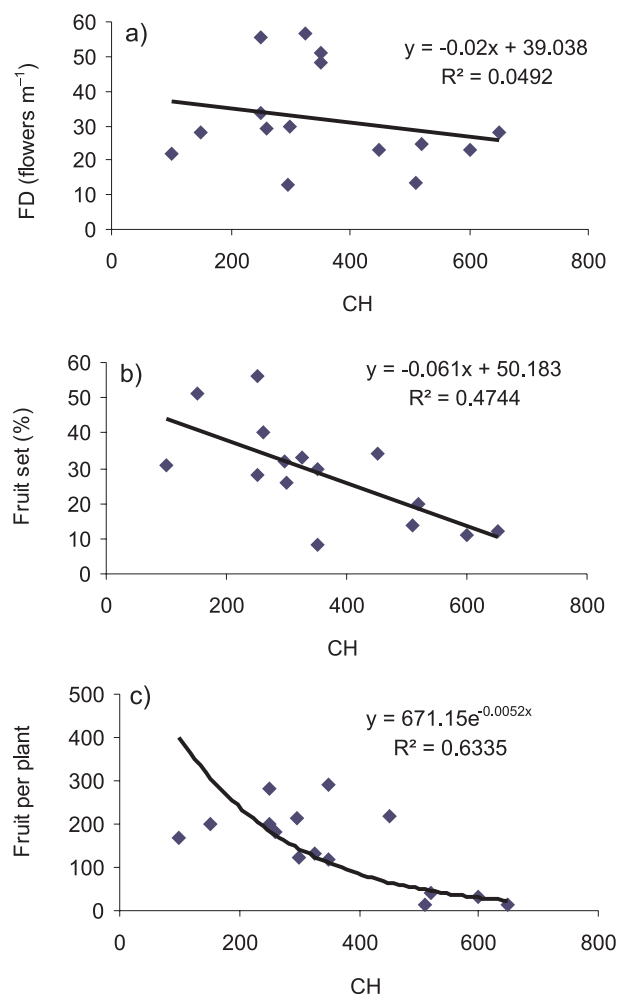 a)
y = -0.02x + 39.038
R² = 0.0492
FD (flowers m⁻¹)
60
50
40
30
20
10
0
0 200 400 600 800
CH
b)
y = -0.061x + 50.183
R² = 0.4744
Fruit set (%)
60
50
40
30
20
10
0
0 200 400 600 800
CH
c)
y = 671.15e^-0.0052x
R² = 0.6335
Fruit per plant
500
400
300
200
100
0
0 200 400 600 800
CH